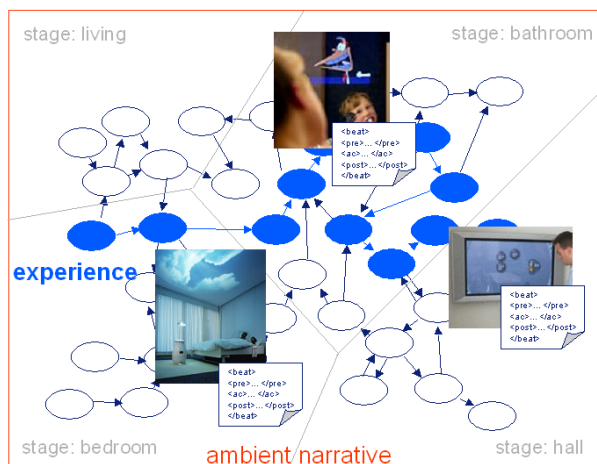 stage: living
stage: bathroom
<beat>
<pre>... </pre>
<ac>... </ac>
<post>... </post>
</beat>
experience
<beat>
<pre>... </pre>
<ac>... </ac>
<post>... </post>
</beat>
<beat>
<pre>... </pre>
<ac>... </ac>
<post>... </post>
</beat>
stage: bedroom
ambient narrative
stage: hall